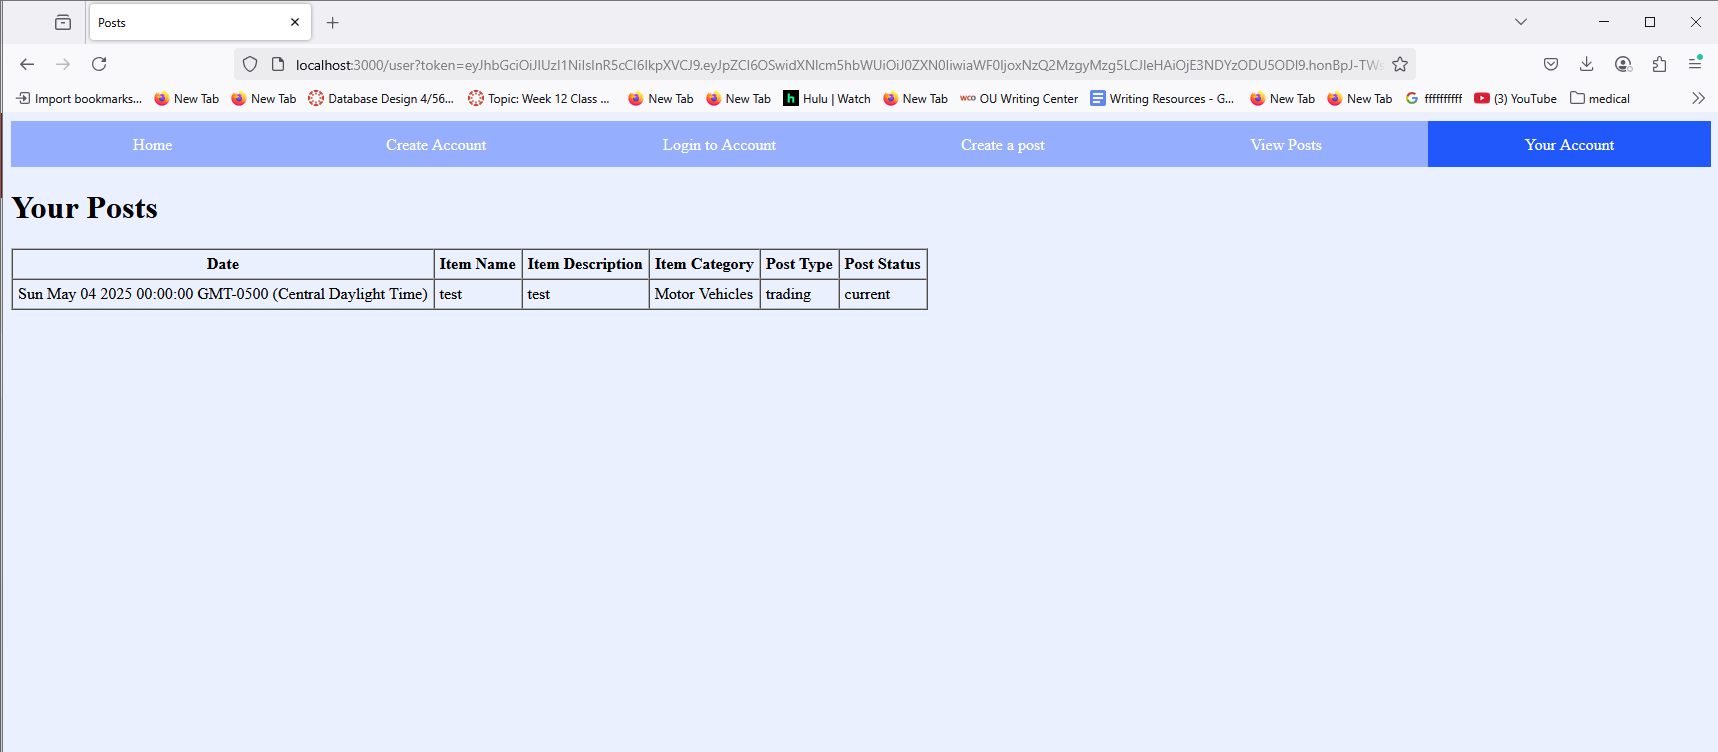 Posts
localhost:3000/user?token=
Import bookmarks... New Tab New Tab Database Design 4/56... Topic: Week 12 Class ... New Tab New Tab Hulu | Watch New Tab OU Writing Center Writing Resources - G... New Tab New Tab ffffffffff (3) YouTube medical
Home Create Account Login to Account Create a post View Posts Your Account
Your Posts
Date Item Name Item Description Item Category Post Type Post Status
Sun May 04 2025 00:00:00 GMT-0500 (Central Daylight Time) test test Motor Vehicles trading current